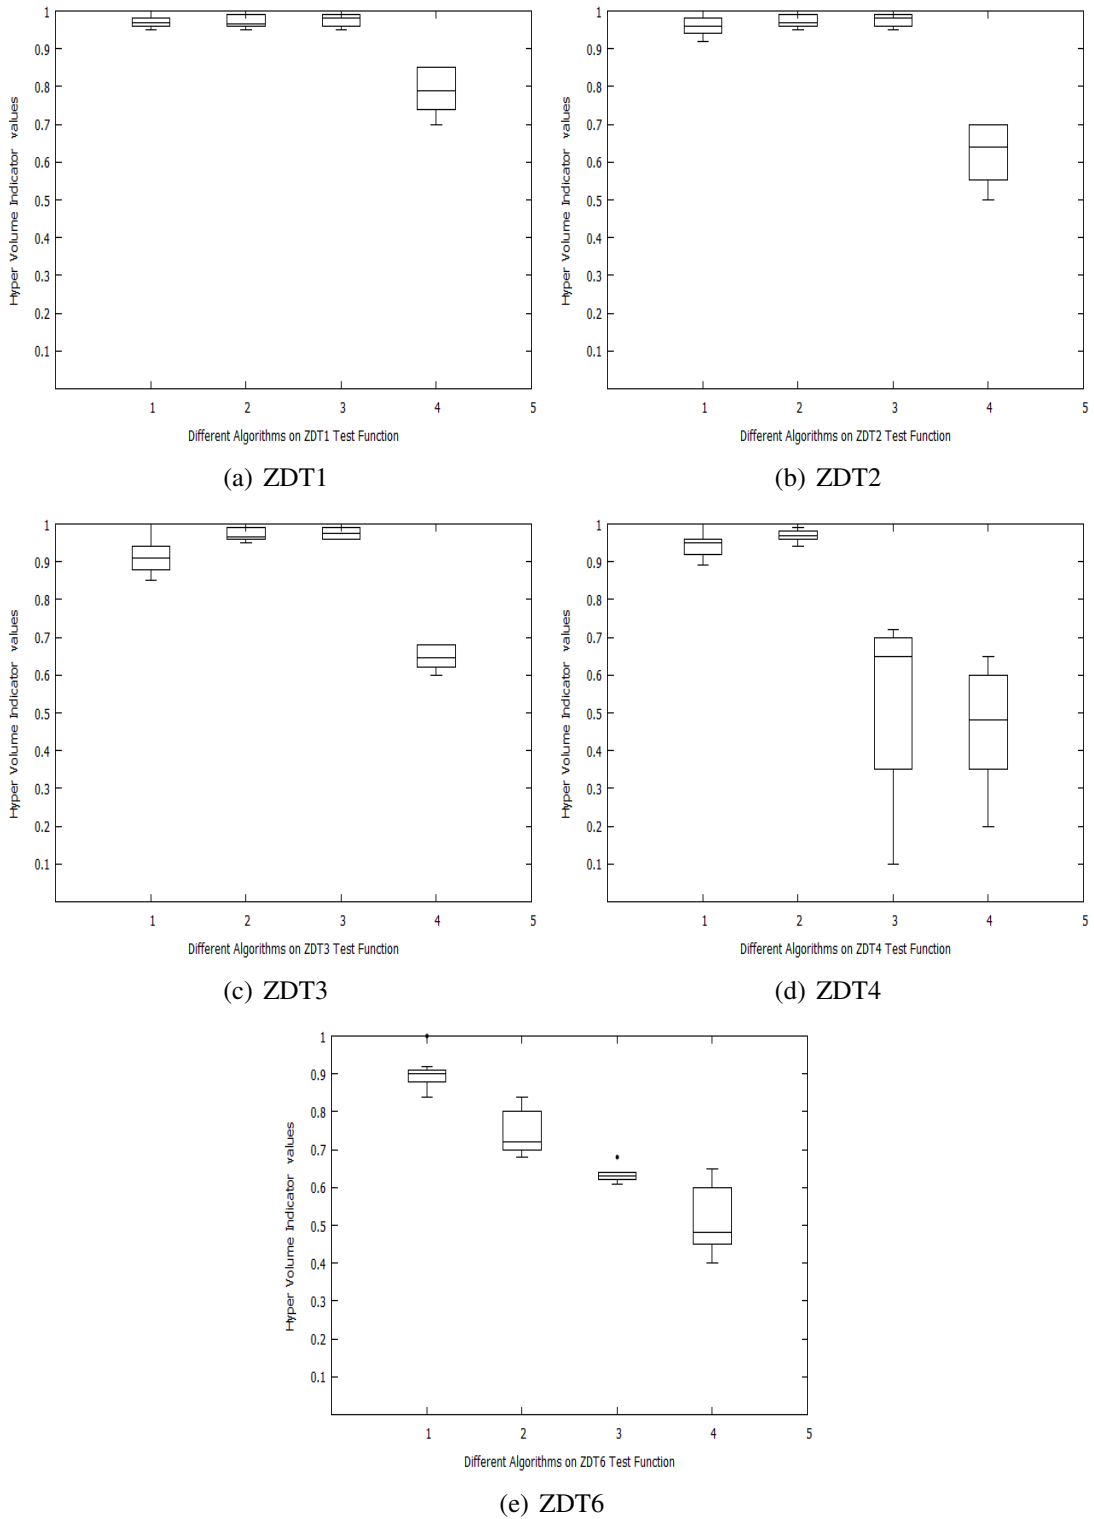 1
0.9
0.8
0.7
0.6
0.5
0.4
0.3
0.2
0.1
Hyper Volume Indicator values
1 2 3 4 5
Different Algorithms on ZDT1 Test Function
(a) ZDT1
1
0.9
0.8
0.7
0.6
0.5
0.4
0.3
0.2
0.1
Hyper Volume Indicator values
1 2 3 4 5
Different Algorithms on ZDT2 Test Function
(b) ZDT2
1
0.9
0.8
0.7
0.6
0.5
0.4
0.3
0.2
0.1
Hyper Volume Indicator values
1 2 3 4 5
Different Algorithms on ZDT3 Test Function
(c) ZDT3
1
0.9
0.8
0.7
0.6
0.5
0.4
0.3
0.2
0.1
Hyper Volume Indicator values
1 2 3 4 5
Different Algorithms on ZDT4 Test Function
(d) ZDT4
1
0.9
0.8
0.7
0.6
0.5
0.4
0.3
0.2
0.1
Hyper Volume Indicator values
1 2 3 4 5
Different Algorithms on ZDT6 Test Function
(e) ZDT6